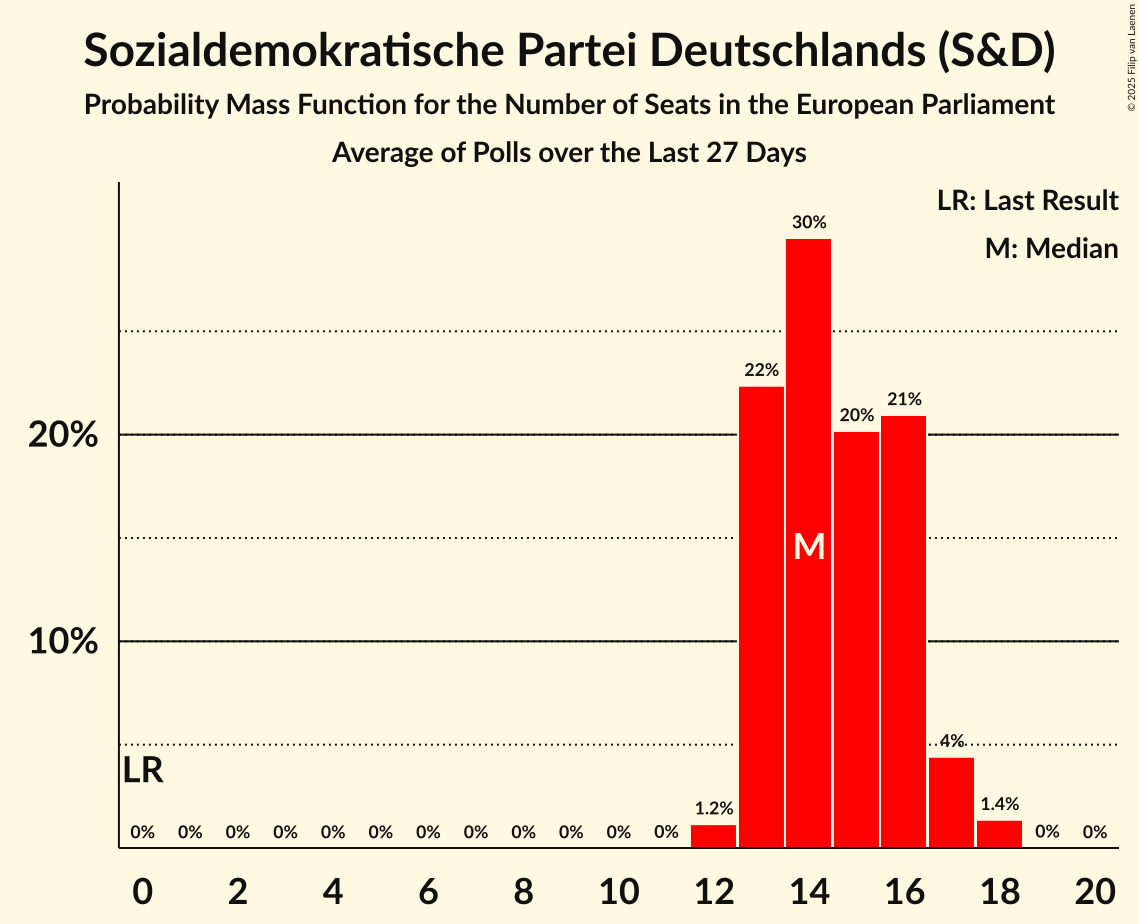 Sozialdemokratische Partei Deutschlands (S&D)
Probability Mass Function for the Number of Seats in the European Parliament
Average of Polls over the Last 27 Days
© 2025 Filip van Laenen
LR: Last Result
M: Median
30%
22%
21%
20%
20%
M
10%
4%
LR
1.4%
1.2%
0% 0% 0% 0% 0% 0% 0% 0% 0% 0% 0% 0% 0% 0%
0 2 4 6 8 10 12 14 16 18 20